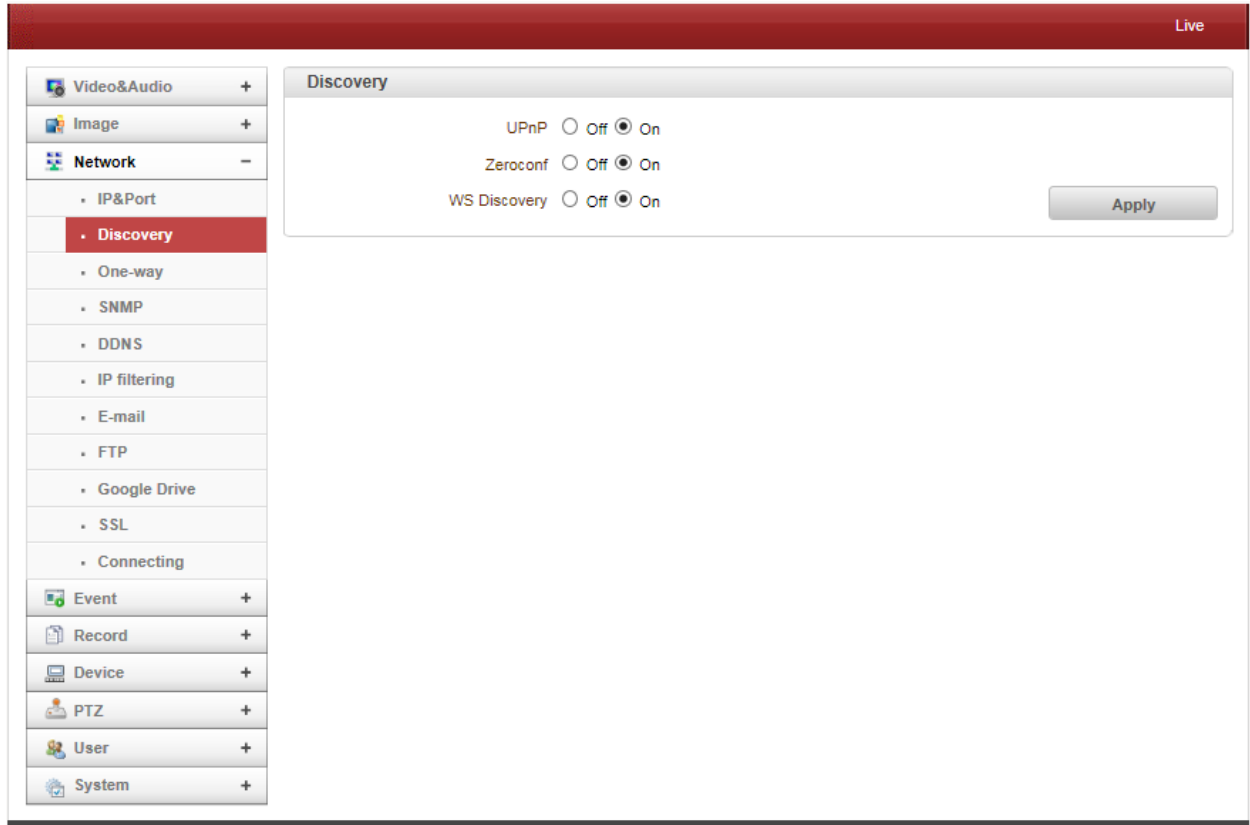 Live
Video&Audio +
Image +
Network −
IP&Port
Discovery
One-way
SNMP
DDNS
IP filtering
E-mail
FTP
Google Drive
SSL
Connecting
Event +
Record +
Device +
PTZ +
User +
System +
Discovery
UPnP Off On
Zeroconf Off On
WS Discovery Off On
Apply